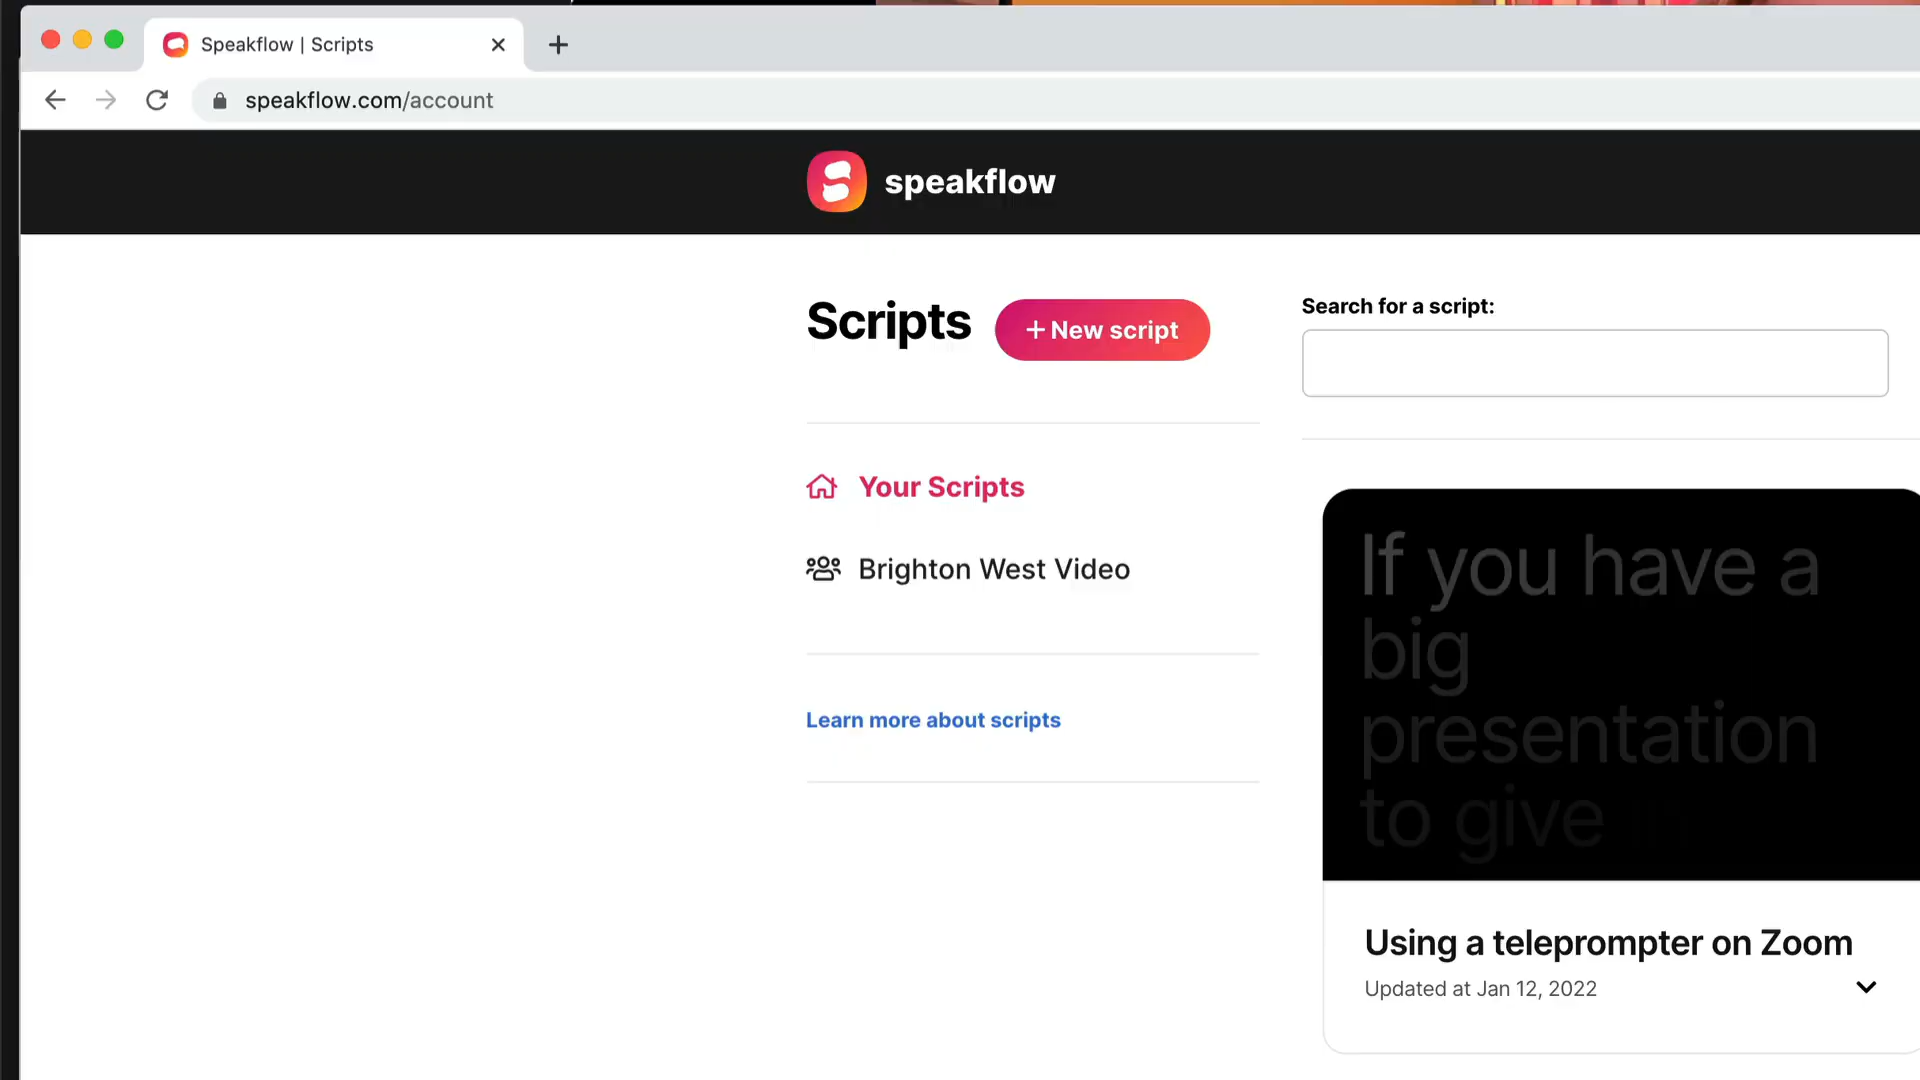 Speakflow | Scripts
speakflow.com/account
speakflow
Scripts
+ New script
Search for a script:
Your Scripts
Brighton West Video
Learn more about scripts
If you have a
big
presentation
to give
Using a teleprompter on Zoom
Updated at Jan 12, 2022